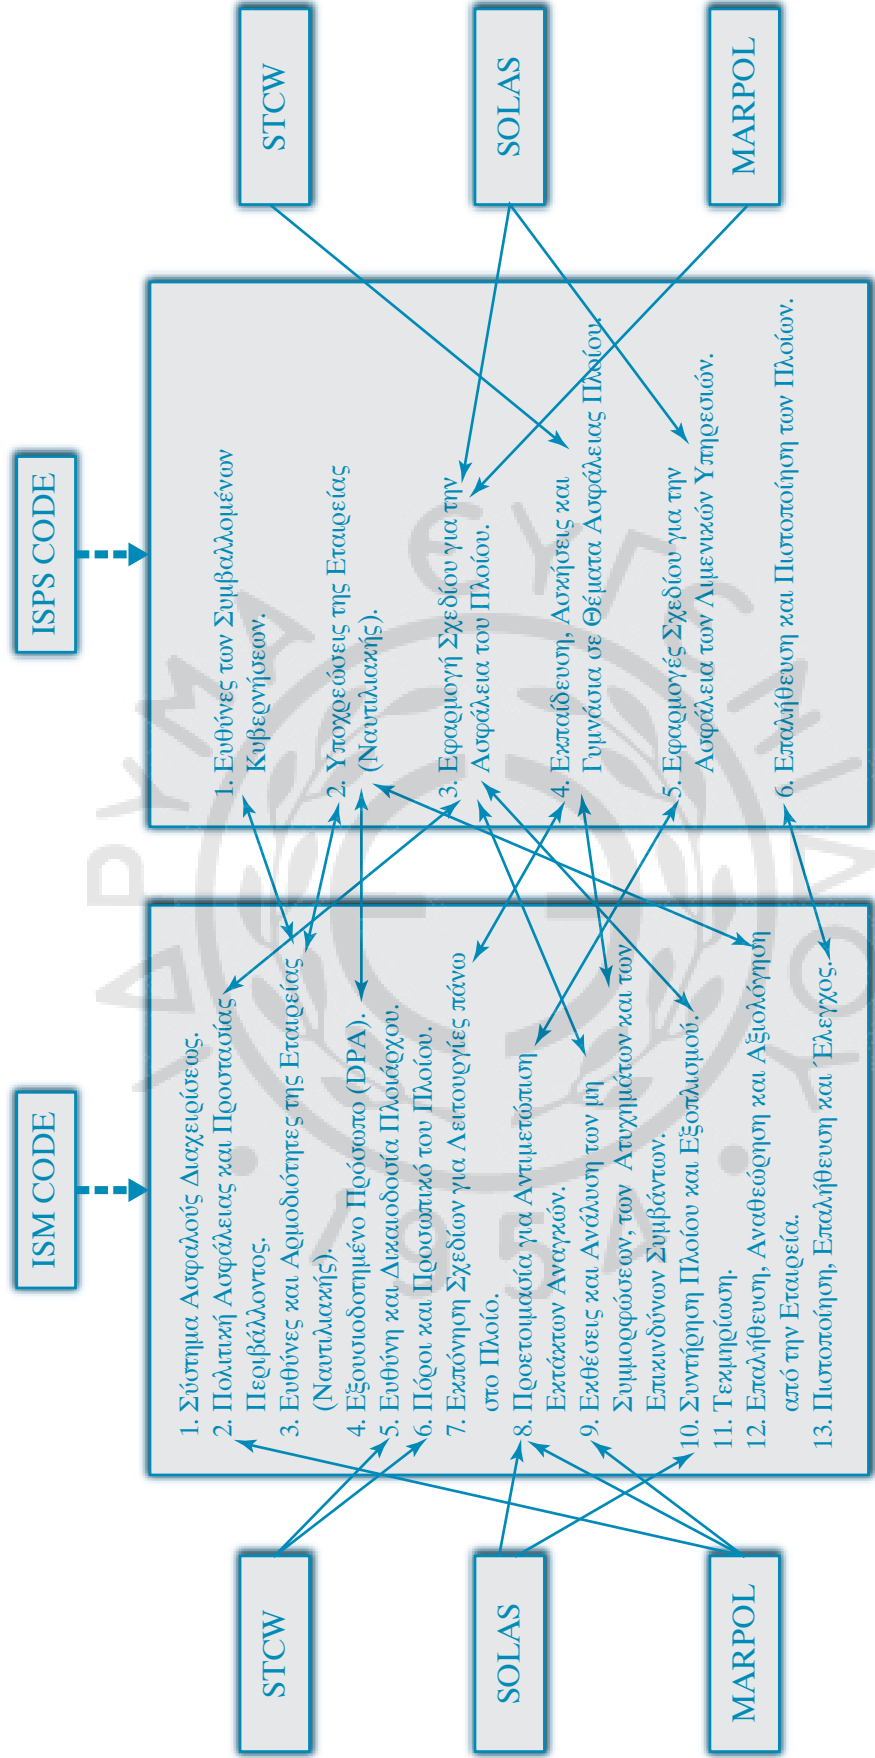 ISM CODE
ISPS CODE
STCW
SOLAS
MARPOL
1. Σύστημα Ασφαλούς Διαχειρίσεως.
2. Πολιτική Ασφάλειας και Προστασίας
Περιβάλλοντος.
3. Ευθύνες και Αρμοδιότητες της Εταιρείας
(Ναυτιλιακής).
4. Εξουσιοδοτημένο Πρόσωπο (DPA).
5. Ευθύνη και Δικαιοδοσία Πλοιάρχου.
6. Πόροι και Προσωπικό του Πλοίου.
7. Εκπόνηση Σχεδίων για Λειτουργίες πάνω
στο Πλοίο.
8. Προετοιμασία για Αντιμετώπιση
Εκτάκτων Αναγκών.
9. Εκθέσεις και Ανάλυση των μη
Συμμορφώσεων, των Ατυχημάτων και των
Επικινδύνων Συμβάντων.
10. Συντήρηση Πλοίου και Εξοπλισμού.
11. Τεκμηρίωση.
12. Επαλήθευση, Αναθεώρηση και Αξιολόγηση
από την Εταιρεία.
13. Πιστοποίηση, Επαλήθευση και Έλεγχος.
1. Ευθύνες των Συμβαλλομένων
Κυβερνήσεων.
2. Υποχρεώσεις της Εταιρείας
(Ναυτιλιακής).
3. Εφαρμογή Σχεδίου για την
Ασφάλεια του Πλοίου.
4. Εκπαίδευση, Ασκήσεις και
Γυμνάσια σε Θέματα Ασφάλειας Πλοίου.
5. Εφαρμογές Σχεδίου για την
Ασφάλεια των Λιμενικών Υπηρεσιών.
6. Επαλήθευση και Πιστοποίηση των Πλοίων.
STCW
SOLAS
MARPOL
ΙΔΡΥΜΑ ΕΥΓΕΝΙΔΟΥ
1954